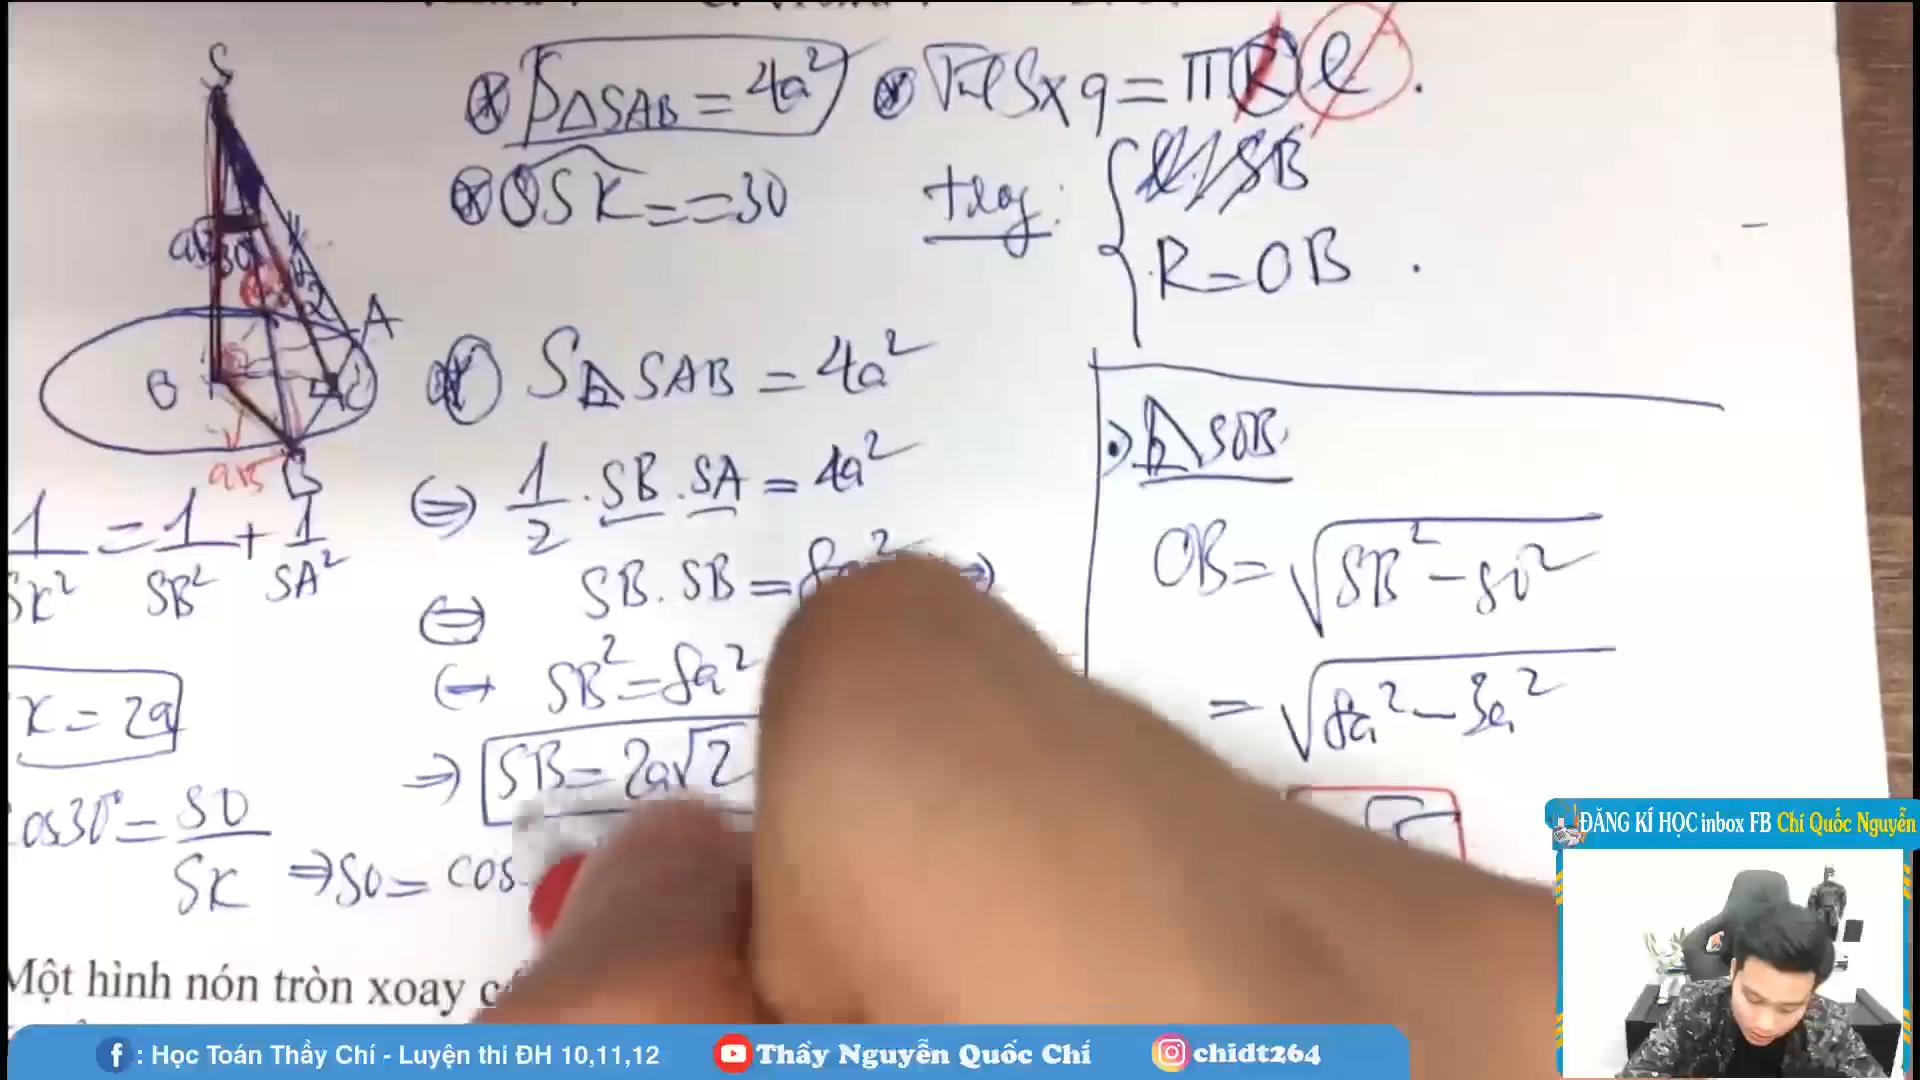 S
⊛ S△SAB = 4a² ⊛ Tính Sxq = πRl.
⊛ OSK = = 30
R = OB
A
O
B
a√5
S△SAB = 4a²
⇔ 1/2 . SB . SA = 4a²
⇔ SB . SB = 8a²
SB² = 8a²
⇒ SB = 2a√2
1/SK² = 1/SB² + 1/SA²
K = 2a
cos30° = SO/SK ⇒ SO = cos
△SOB
OB = √(SB² - SO²)
= √(8a² - 3a²)
Một hình nón tròn xoay
ĐĂNG KÍ HỌC inbox FB Chí Quốc Nguyễn
: Học Toán Thầy Chí - Luyện thi ĐH 10,11,12
Thầy Nguyễn Quốc Chí
chidt264